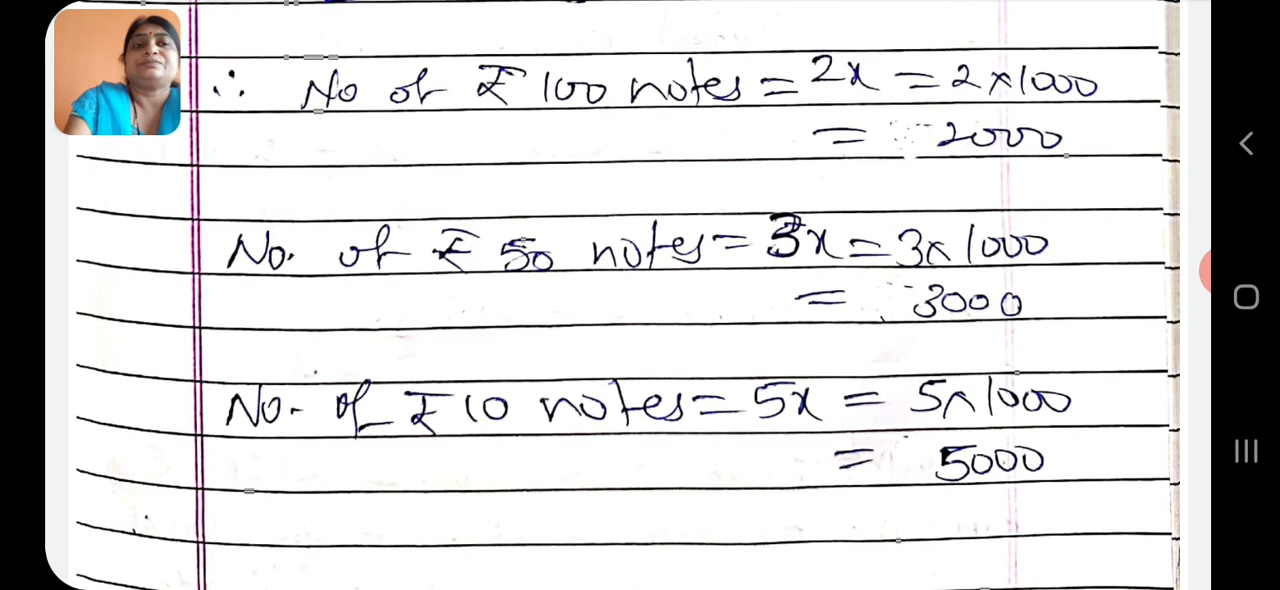 ∴ No of ₹ 100 notes = 2x = 2×1000
= 2000
No. of ₹ 50 notes = 3x = 3×1000
= 3000
No. of ₹ 10 notes = 5x = 5×1000
= 5000